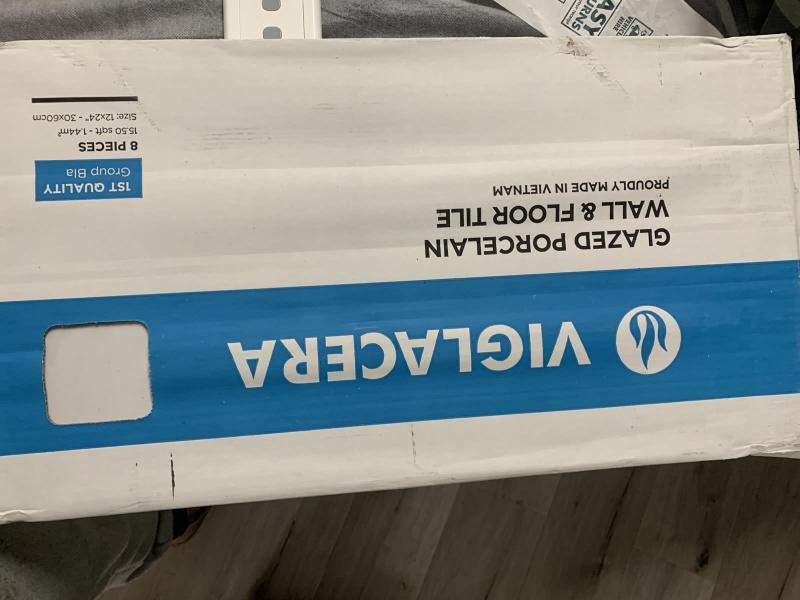 VIGLACERA
GLAZED PORCELAIN
WALL & FLOOR TILE
PROUDLY MADE IN VIETNAM
1ST QUALITY
Group BIa
8 PIECES
15.50 sqft - 1.44m²
Size: 12x24" - 30x60cm
EASY